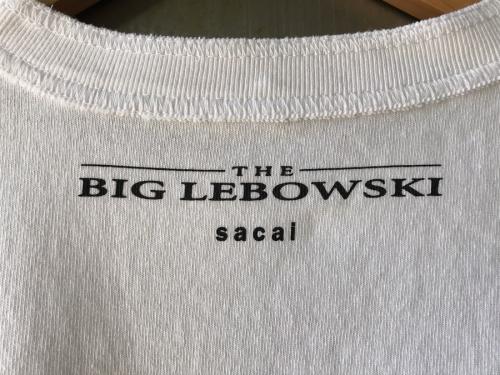 THE
BIG LEBOWSKI
sacai